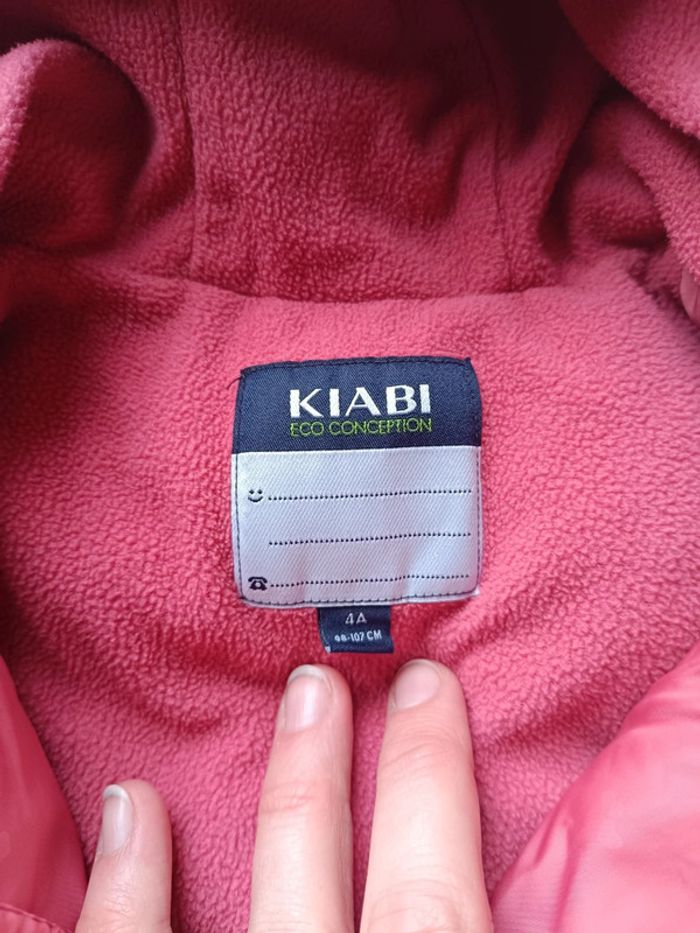 KIABI
ECO CONCEPTION
4A
98-107 CM